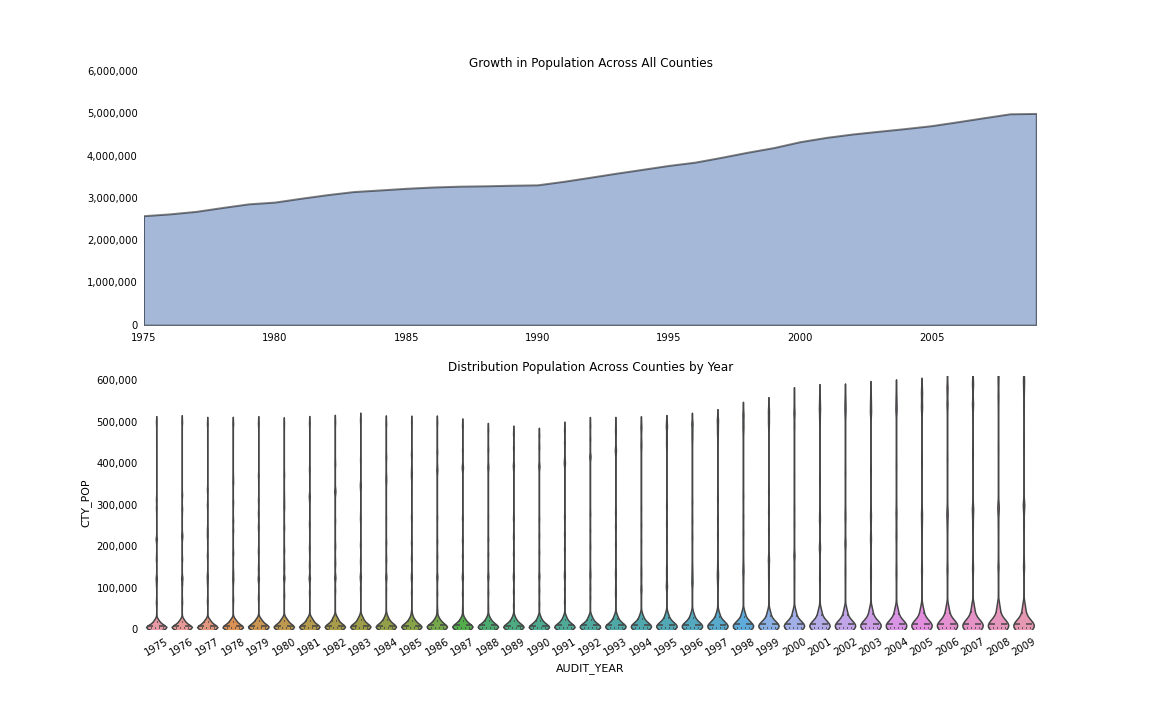 Growth in Population Across All Counties
6,000,000
5,000,000
4,000,000
3,000,000
2,000,000
1,000,000
0
1975 1980 1985 1990 1995 2000 2005
Distribution Population Across Counties by Year
600,000
500,000
400,000
300,000
200,000
100,000
0
CTY_POP
1975 1976 1977 1978 1979 1980 1981 1982 1983 1984 1985 1986 1987 1988 1989 1990 1991 1992 1993 1994 1995 1996 1997 1998 1999 2000 2001 2002 2003 2004 2005 2006 2007 2008 2009
AUDIT_YEAR